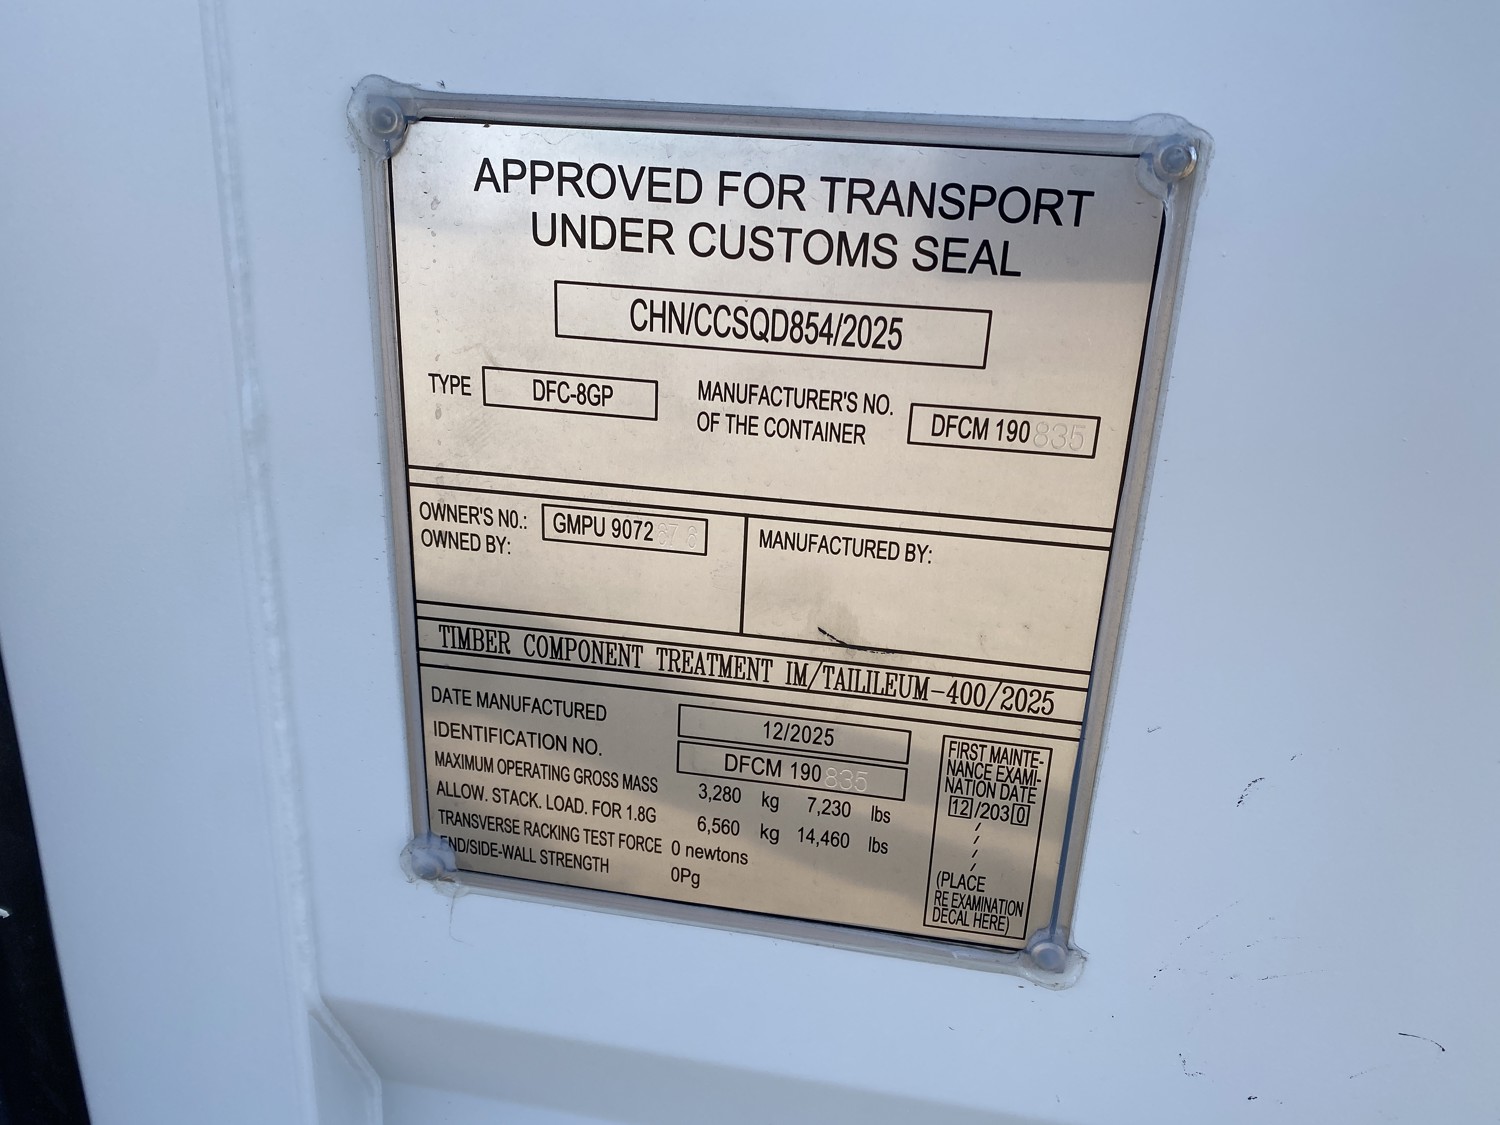 APPROVED FOR TRANSPORT
UNDER CUSTOMS SEAL
CHN/CCSQD854/2025
TYPE DFC-8GP
MANUFACTURER'S NO.
OF THE CONTAINER
DFCM 190835
OWNER'S NO.: GMPU 9072676
OWNED BY:
MANUFACTURED BY:
TIMBER COMPONENT TREATMENT IM/TAILILEUM-400/2025
DATE MANUFACTURED 12/2025
IDENTIFICATION NO. DFCM 190835
MAXIMUM OPERATING GROSS MASS 3,280 kg 7,230 lbs
ALLOW. STACK. LOAD. FOR 1.8G 6,560 kg 14,460 lbs
TRANSVERSE RACKING TEST FORCE 0 newtons
END/SIDE-WALL STRENGTH 0Pg
FIRST MAINTE-
NANCE EXAMI-
NATION DATE
12/2030
/
/
/
/
(PLACE
RE EXAMINATION
DECAL HERE)